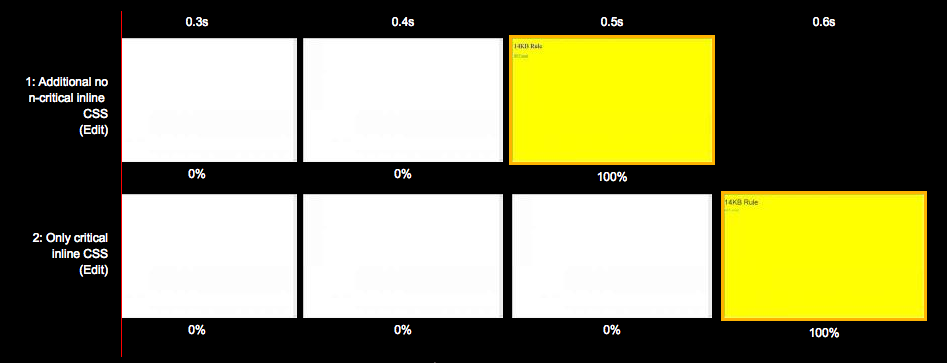 0.3s 0.4s 0.5s 0.6s
1: Additional no
n-critical inline
CSS
(Edit)
14KB Rule
0% 0% 100%
2: Only critical
inline CSS
(Edit)
14KB Rule
0% 0% 0% 100%